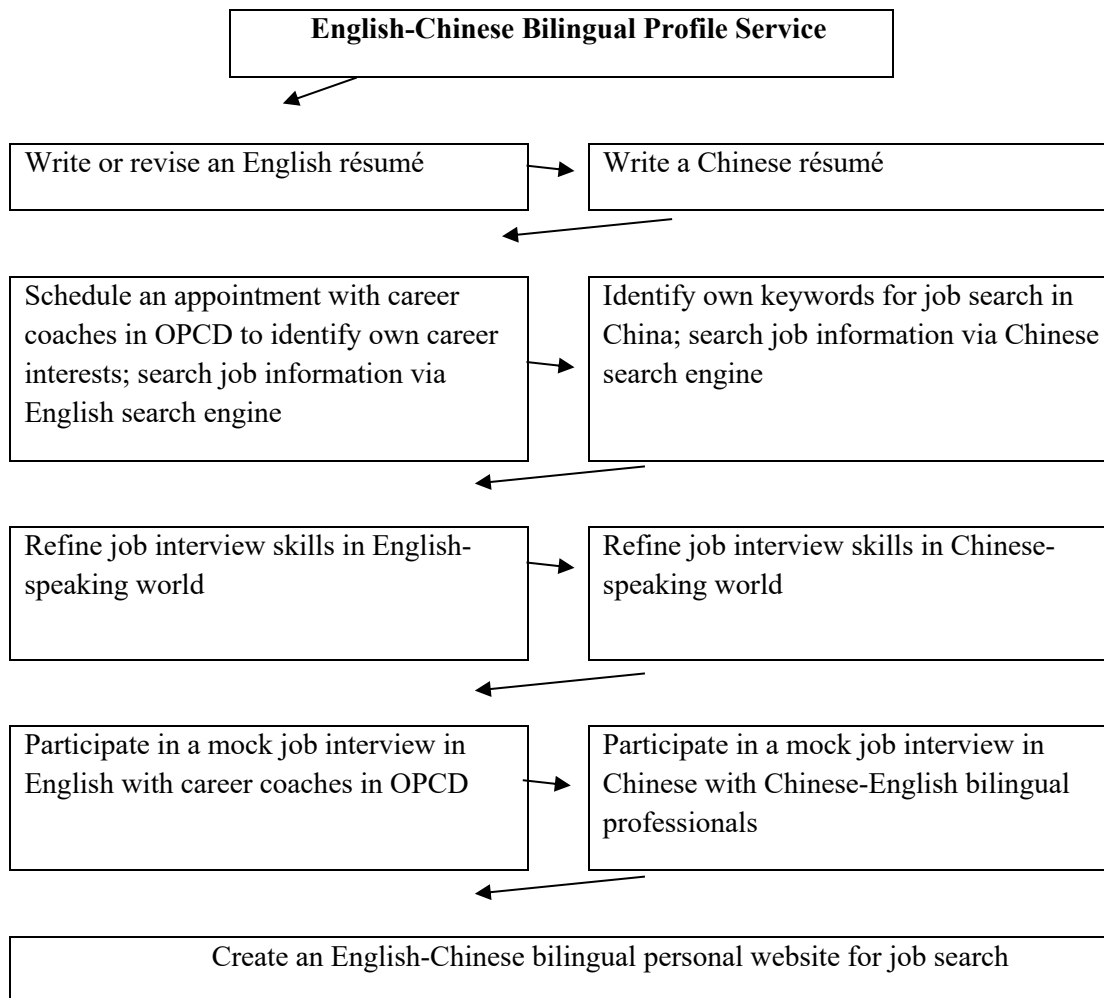 English-Chinese Bilingual Profile Service
Write or revise an English résumé
Write a Chinese résumé
Schedule an appointment with career
coaches in OPCD to identify own career
interests; search job information via
English search engine
Identify own keywords for job search in
China; search job information via Chinese
search engine
Refine job interview skills in English-
speaking world
Refine job interview skills in Chinese-
speaking world
Participate in a mock job interview in
English with career coaches in OPCD
Participate in a mock job interview in
Chinese with Chinese-English bilingual
professionals
Create an English-Chinese bilingual personal website for job search